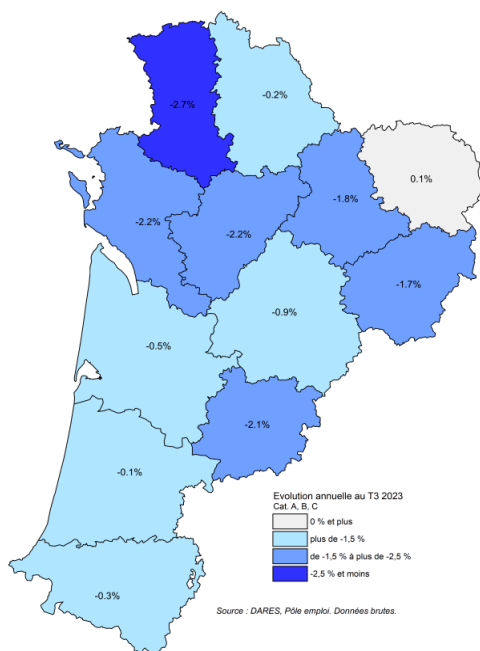 -0.2%
-2.7%
0.1%
-1.8%
-2.2%
-2.2%
-1.7%
-0.9%
-0.5%
-2.1%
-0.1%
-0.3%
Evolution annuelle au T3 2023
Cat. A, B, C
0 % et plus
plus de -1,5 %
de -1,5 % à plus de -2,5 %
-2,5 % et moins
Source : DARES, Pôle emploi. Données brutes.